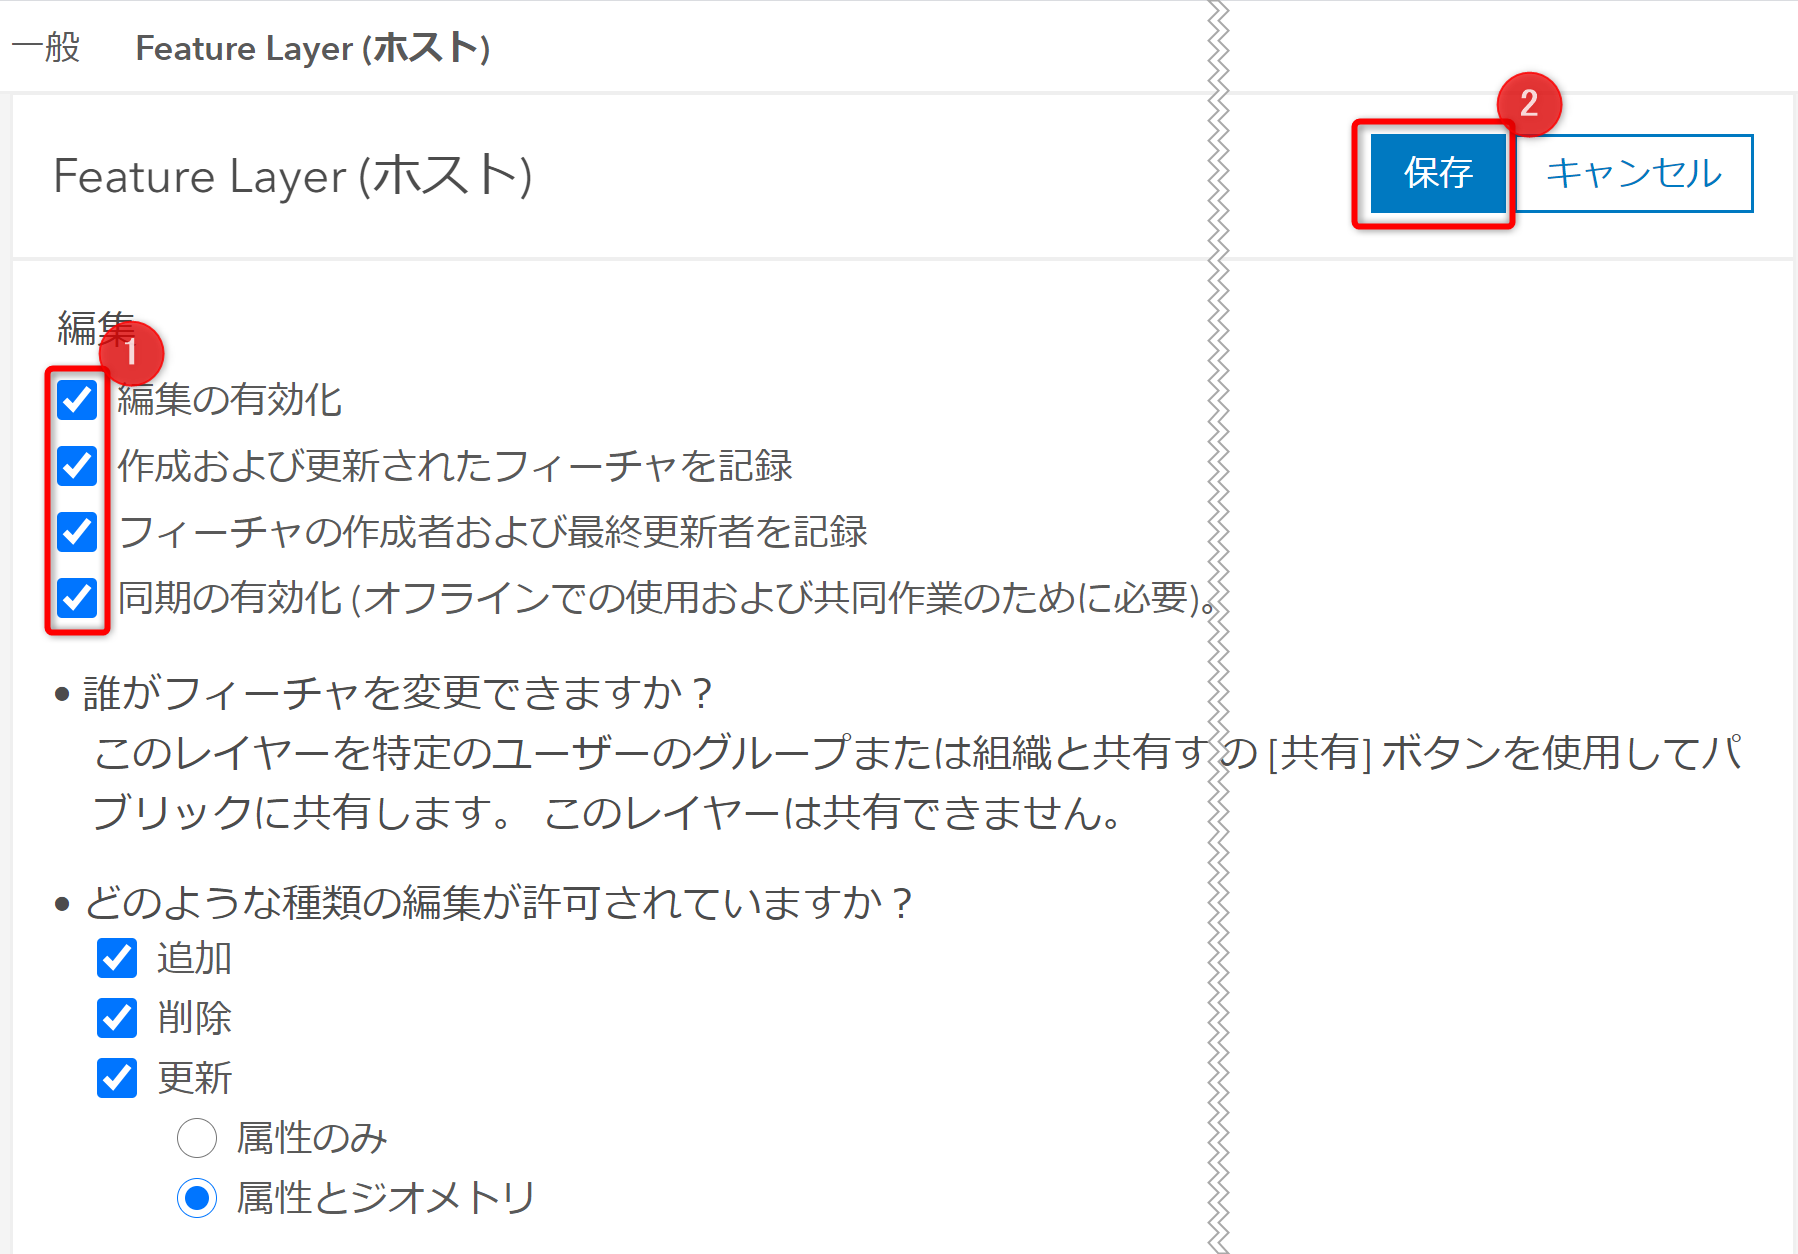 一般 Feature Layer (ホスト)
2
Feature Layer (ホスト) 保存 キャンセル
編集
1
編集の有効化
作成および更新されたフィーチャを記録
フィーチャの作成者および最終更新者を記録
同期の有効化 (オフラインでの使用および共同作業のために必要)。
• 誰がフィーチャを変更できますか？
このレイヤーを特定のユーザーのグループまたは組織と共有す の [共有] ボタンを使用してパ
ブリックに共有します。 このレイヤーは共有できません。
• どのような種類の編集が許可されていますか？
追加
削除
更新
属性のみ
属性とジオメトリ